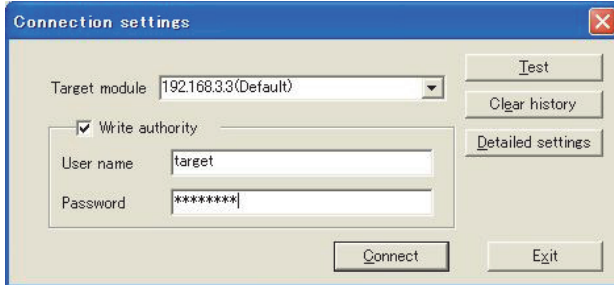 Connection settings
Target module 192.168.3.3(Default)
Test
Clear history
Detailed settings
Write authority
User name target
Password ********
Connect Exit